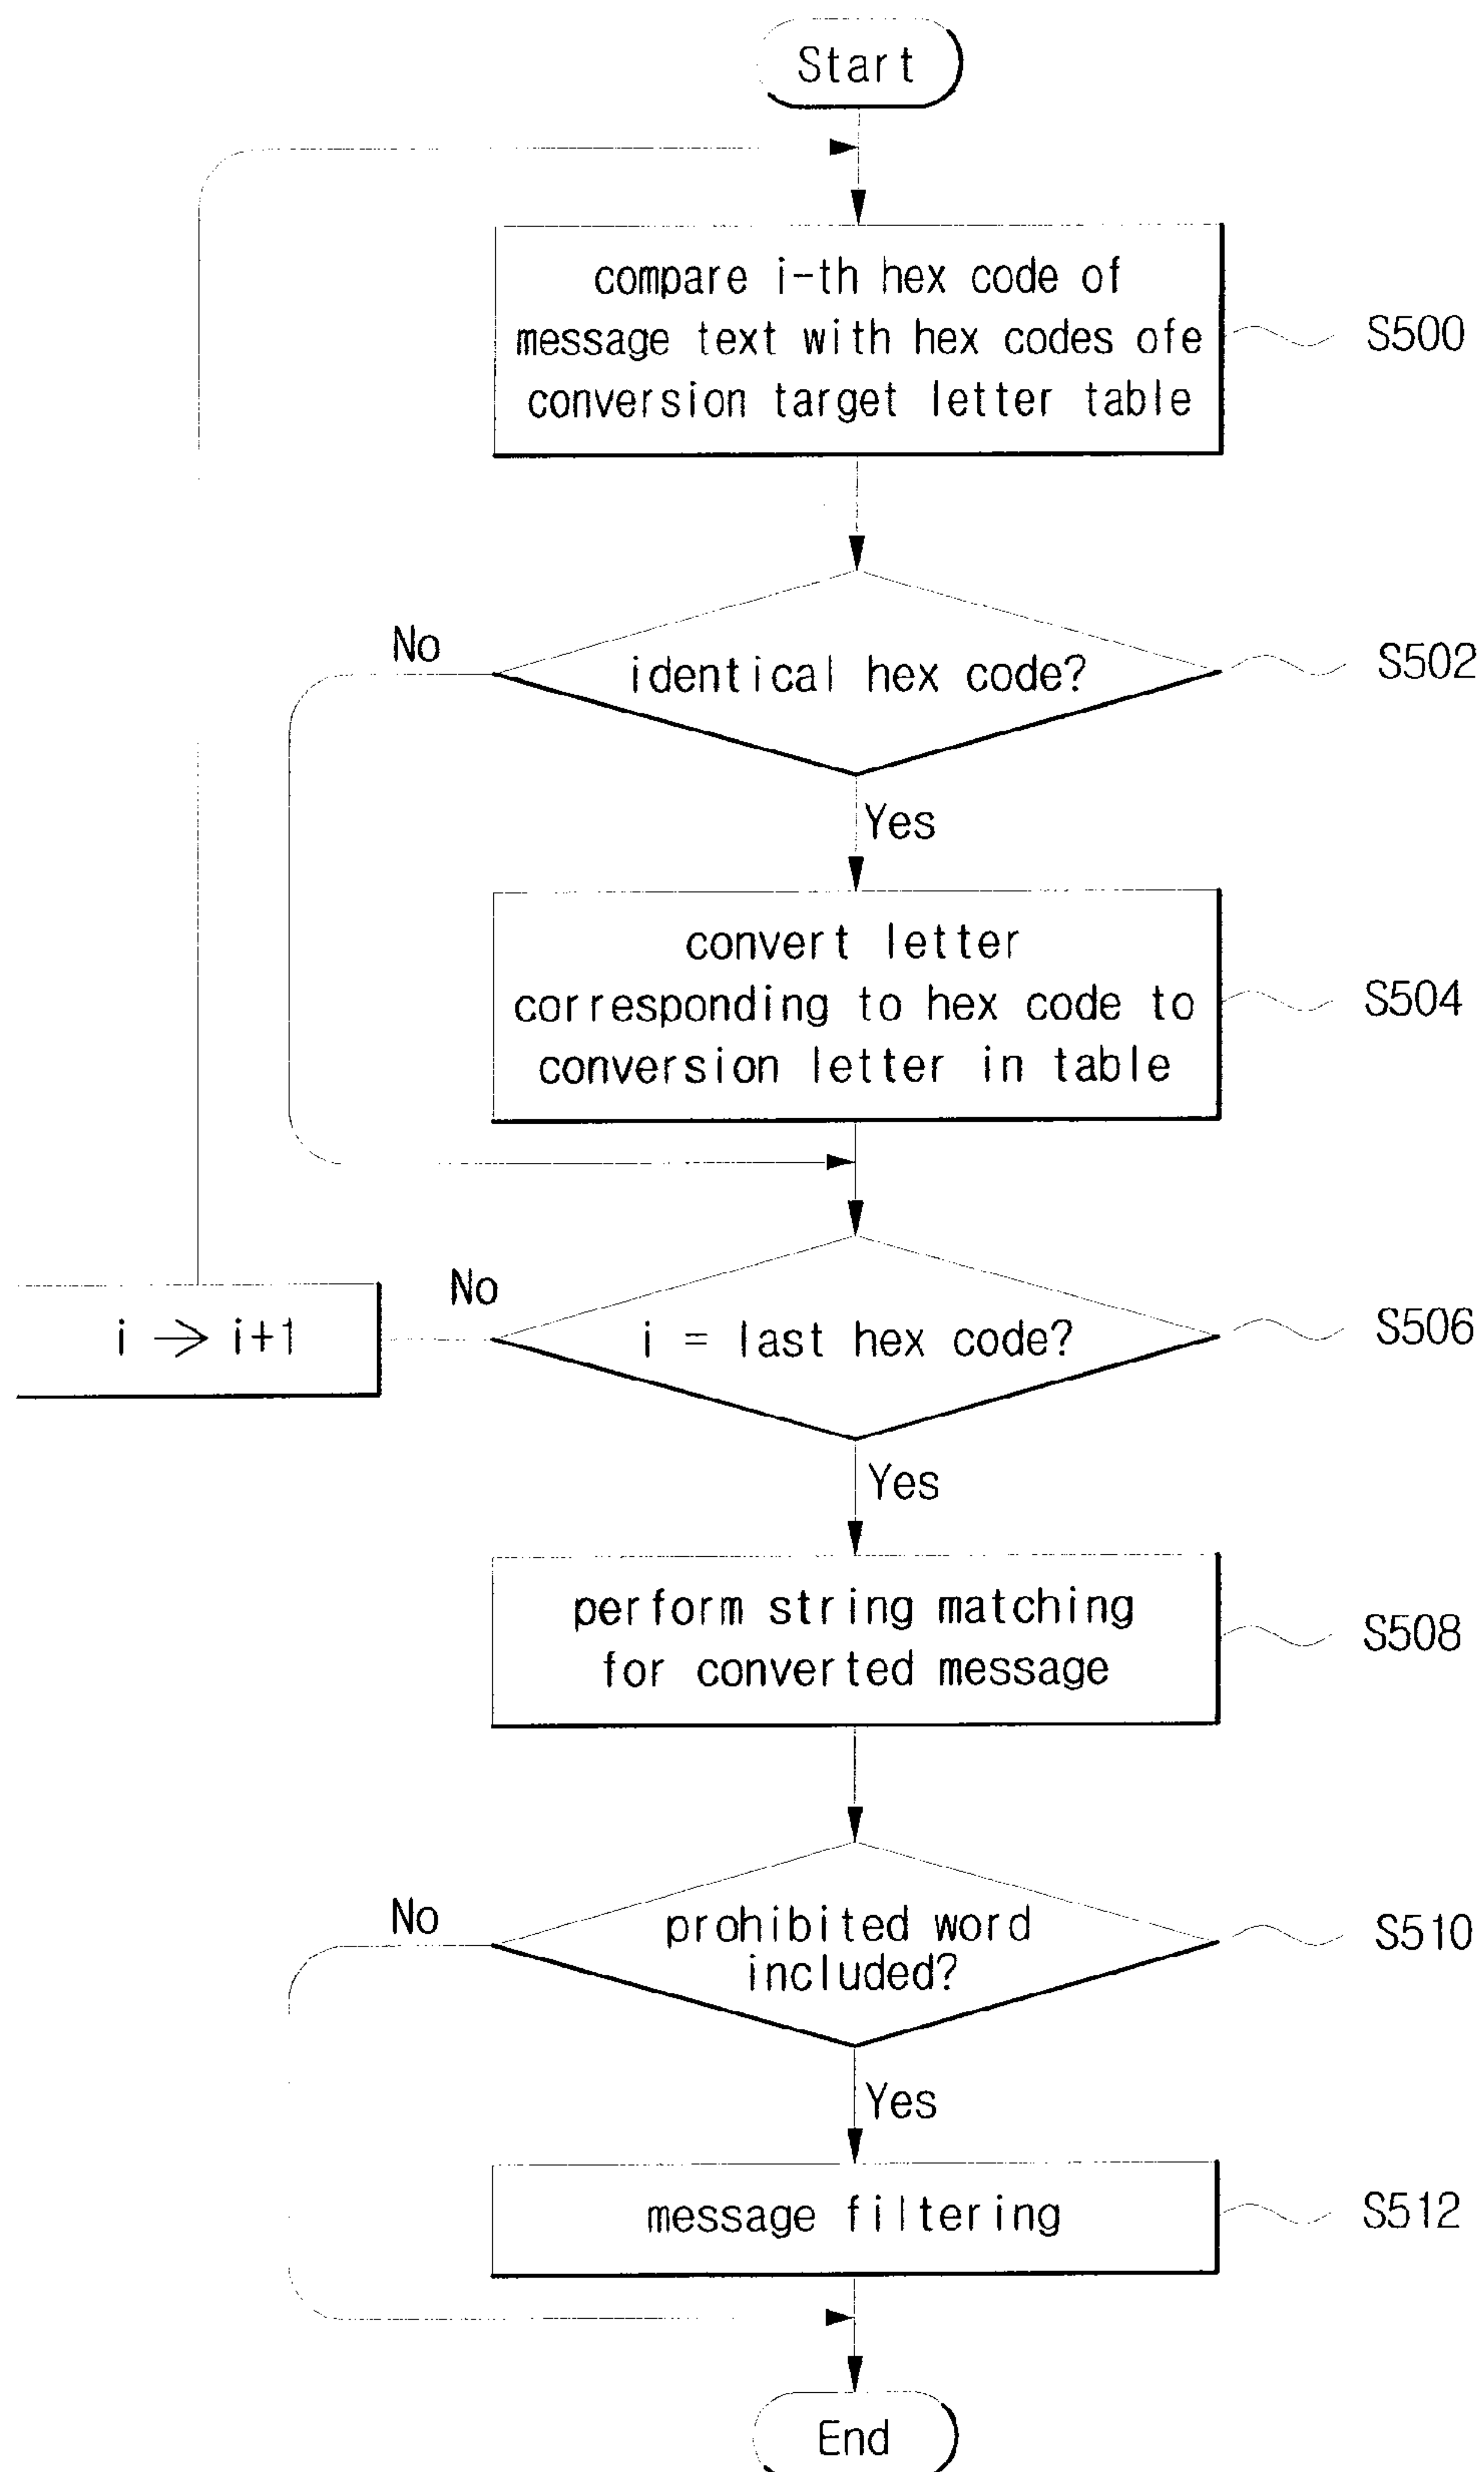 Start
compare i-th hex code of
message text with hex codes ofe
conversion target letter table
S500
No
identical hex code?
S502
Yes
convert letter
corresponding to hex code to
conversion letter in table
S504
No
i → i+1
i = last hex code?
S506
Yes
perform string matching
for converted message
S508
No
prohibited word
included?
S510
Yes
message filtering
S512
End